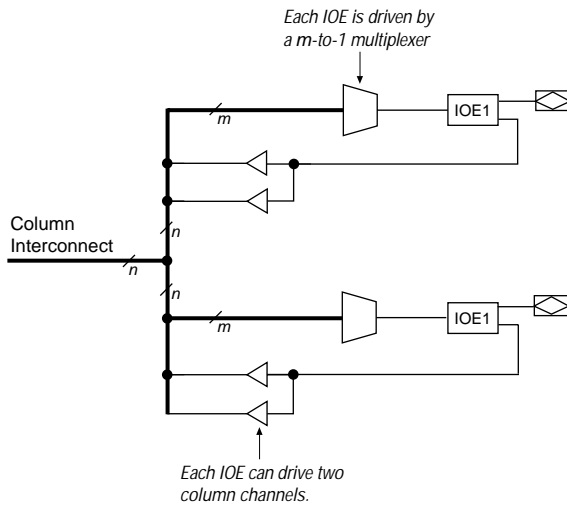 Each IOE is driven by
a m-to-1 multiplexer
m
IOE1
n
Column
Interconnect
n
n
m
IOE1
Each IOE can drive two
column channels.